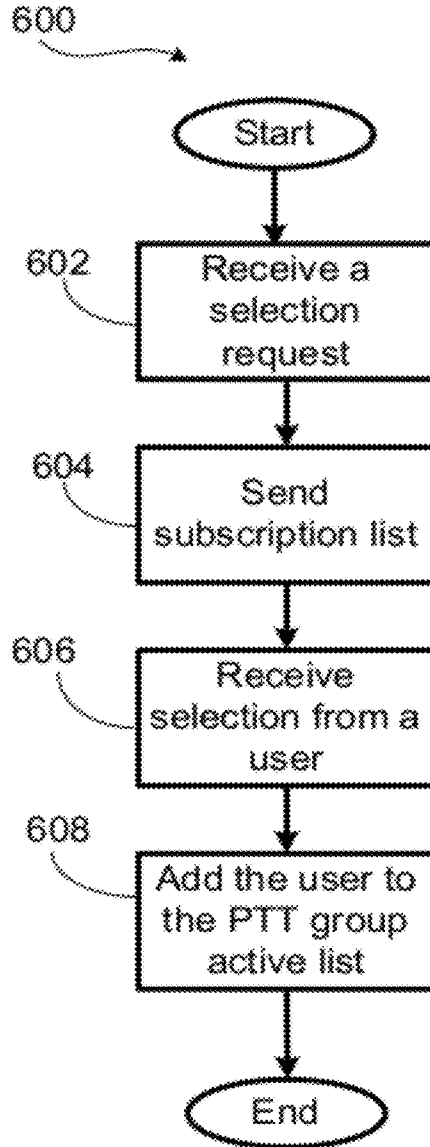 600
Start
602
Receive a
selection
request
604
Send
subscription list
606
Receive
selection from a
user
608
Add the user to
the PTT group
active list
End